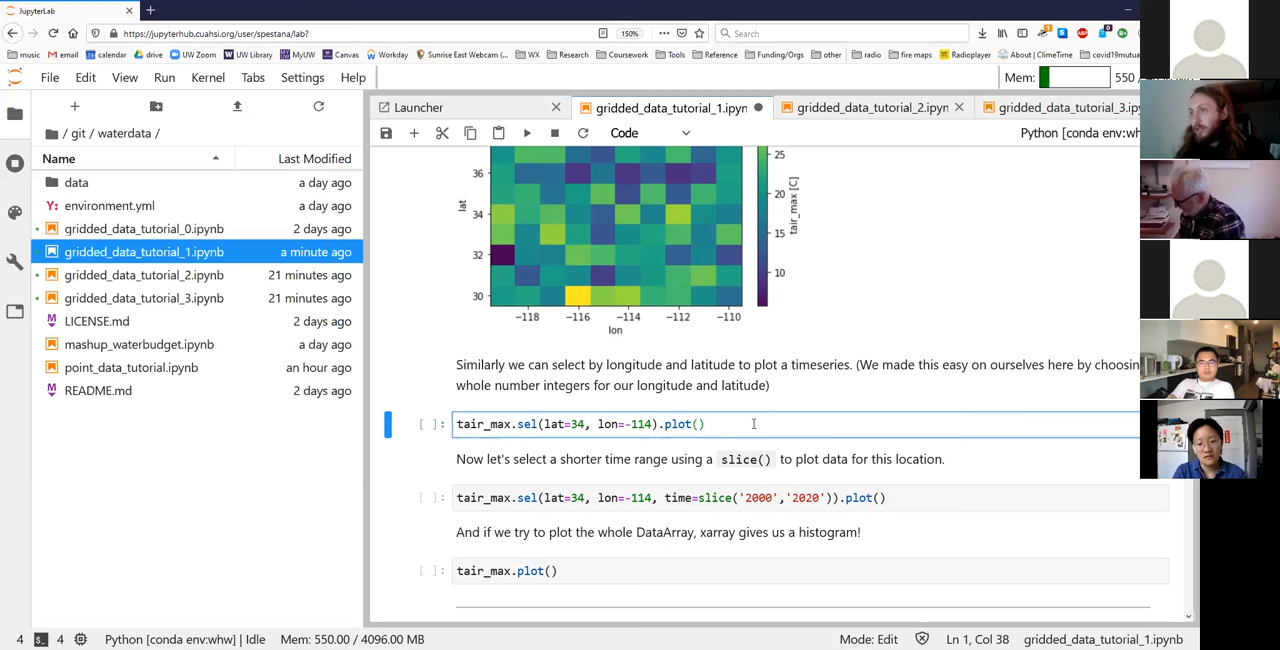 JupyterLab
https://jupyterhub.cuahsi.org/user/spestana/lab?
150%
Search
music
email
calendar
drive
UW Zoom
UW Library
MyUW
Canvas
Workday
Sunrise East Webcam (...
WX
Research
Coursework
Tools
Reference
Funding/Orgs
other
radio
fire maps
Radioplayer
About | ClimeTime
covid19mutua
File Edit View Run Kernel Tabs Settings Help
Mem: 550 /
Launcher
gridded_data_tutorial_1.ipyn
gridded_data_tutorial_2.ipyn
gridded_data_tutorial_3.ip
Code
Python [conda env:wh
/ git / waterdata /
Name
Last Modified
data a day ago
environment.yml a day ago
gridded_data_tutorial_0.ipynb 2 days ago
gridded_data_tutorial_1.ipynb a minute ago
gridded_data_tutorial_2.ipynb 21 minutes ago
gridded_data_tutorial_3.ipynb 21 minutes ago
LICENSE.md 2 days ago
mashup_waterbudget.ipynb a day ago
point_data_tutorial.ipynb an hour ago
README.md 2 days ago
36
34
32
30
lat
−118 −116 −114 −112 −110
lon
25
20
15
10
tair_max [C]
Similarly we can select by longitude and latitude to plot a timeseries. (We made this easy on ourselves here by choosin
whole number integers for our longitude and latitude)
[ ]: tair_max.sel(lat=34, lon=-114).plot()
Now let's select a shorter time range using a slice() to plot data for this location.
[ ]: tair_max.sel(lat=34, lon=-114, time=slice('2000','2020')).plot()
And if we try to plot the whole DataArray, xarray gives us a histogram!
[ ]: tair_max.plot()
4 4 Python [conda env:whw] | Idle Mem: 550.00 / 4096.00 MB
Mode: Edit Ln 1, Col 38 gridded_data_tutorial_1.ipynb